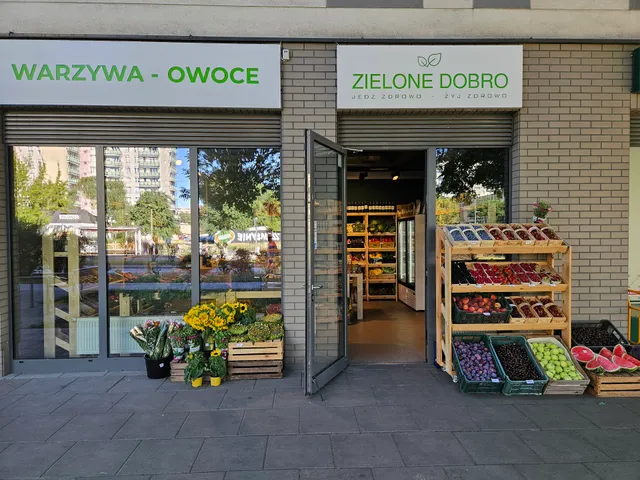 WARZYWA - OWOCE
ZIELONE DOBRO
JEDZ ZDROWO - ŻYJ ZDROWO